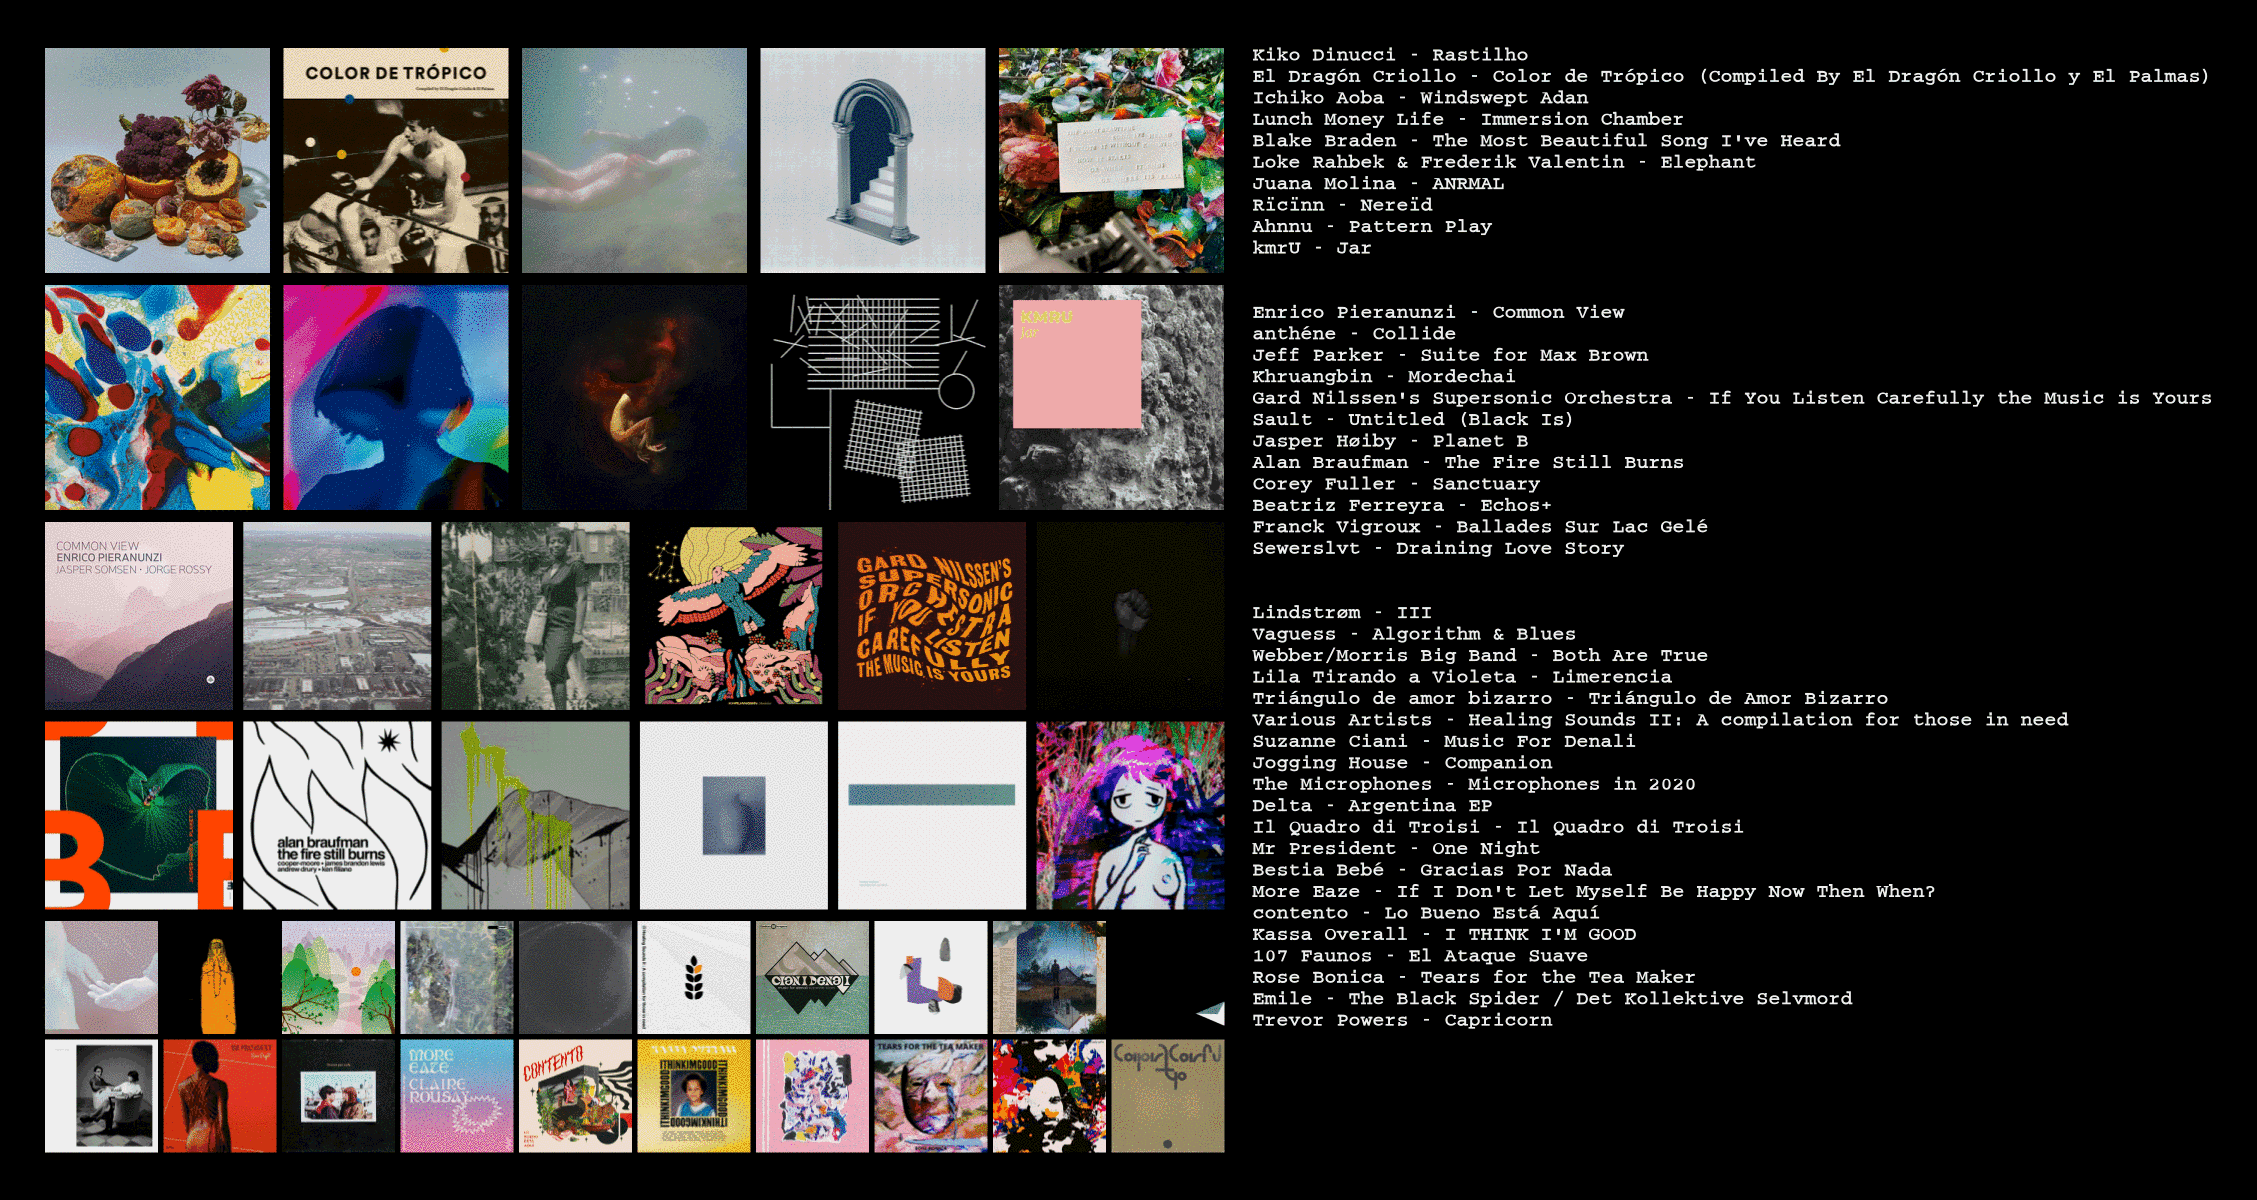 COLOR DE TRÓPICO
Compiled by El Dragón Criollo & El Palmas
KMRU
jar
COMMON VIEW
ENRICO PIERANUNZI
JASPER SOMSEN • JORGE ROSSY
GARD NILSSEN'S
SUPERSONIC
ORCHESTRA
IF YOU LISTEN
CAREFULLY
THE MUSIC IS YOURS
B
alan braufman
the fire still burns
cooper-moore • james brandon lewis
andrew drury • ken filiano
CIANI DENALI
MORE
EAZE
CLAIRE
ROUSAY
CONTENTO
ITHINKIMGOOD
TEARS FOR THE TEA MAKER
Kiko Dinucci - Rastilho
El Dragón Criollo - Color de Trópico (Compiled By El Dragón Criollo y El Palmas)
Ichiko Aoba - Windswept Adan
Lunch Money Life - Immersion Chamber
Blake Braden - The Most Beautiful Song I've Heard
Loke Rahbek & Frederik Valentin - Elephant
Juana Molina - ANRMAL
Rïcïnn - Nereïd
Ahnnu - Pattern Play
kmrU - Jar
Enrico Pieranunzi - Common View
anthéne - Collide
Jeff Parker - Suite for Max Brown
Khruangbin - Mordechai
Gard Nilssen's Supersonic Orchestra - If You Listen Carefully the Music is Yours
Sault - Untitled (Black Is)
Jasper Høiby - Planet B
Alan Braufman - The Fire Still Burns
Corey Fuller - Sanctuary
Beatriz Ferreyra - Echos+
Franck Vigroux - Ballades Sur Lac Gelé
Sewerslvt - Draining Love Story
Lindstrøm - III
Vaguess - Algorithm & Blues
Webber/Morris Big Band - Both Are True
Lila Tirando a Violeta - Limerencia
Triángulo de amor bizarro - Triángulo de Amor Bizarro
Various Artists - Healing Sounds II: A compilation for those in need
Suzanne Ciani - Music For Denali
Jogging House - Companion
The Microphones - Microphones in 2020
Delta - Argentina EP
Il Quadro di Troisi - Il Quadro di Troisi
Mr President - One Night
Bestia Bebé - Gracias Por Nada
More Eaze - If I Don't Let Myself Be Happy Now Then When?
contento - Lo Bueno Está Aquí
Kassa Overall - I THINK I'M GOOD
107 Faunos - El Ataque Suave
Rose Bonica - Tears for the Tea Maker
Emile - The Black Spider / Det Kollektive Selvmord
Trevor Powers - Capricorn